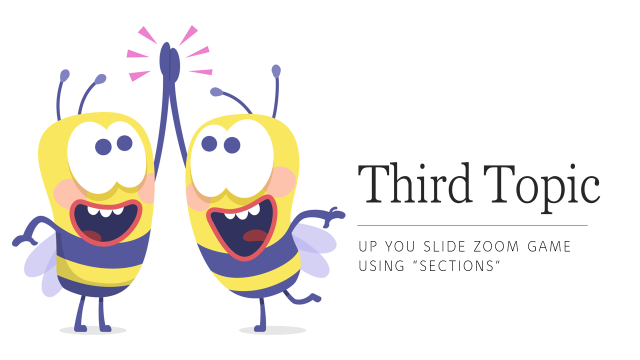 Third Topic
UP YOU SLIDE ZOOM GAME
USING "SECTIONS"